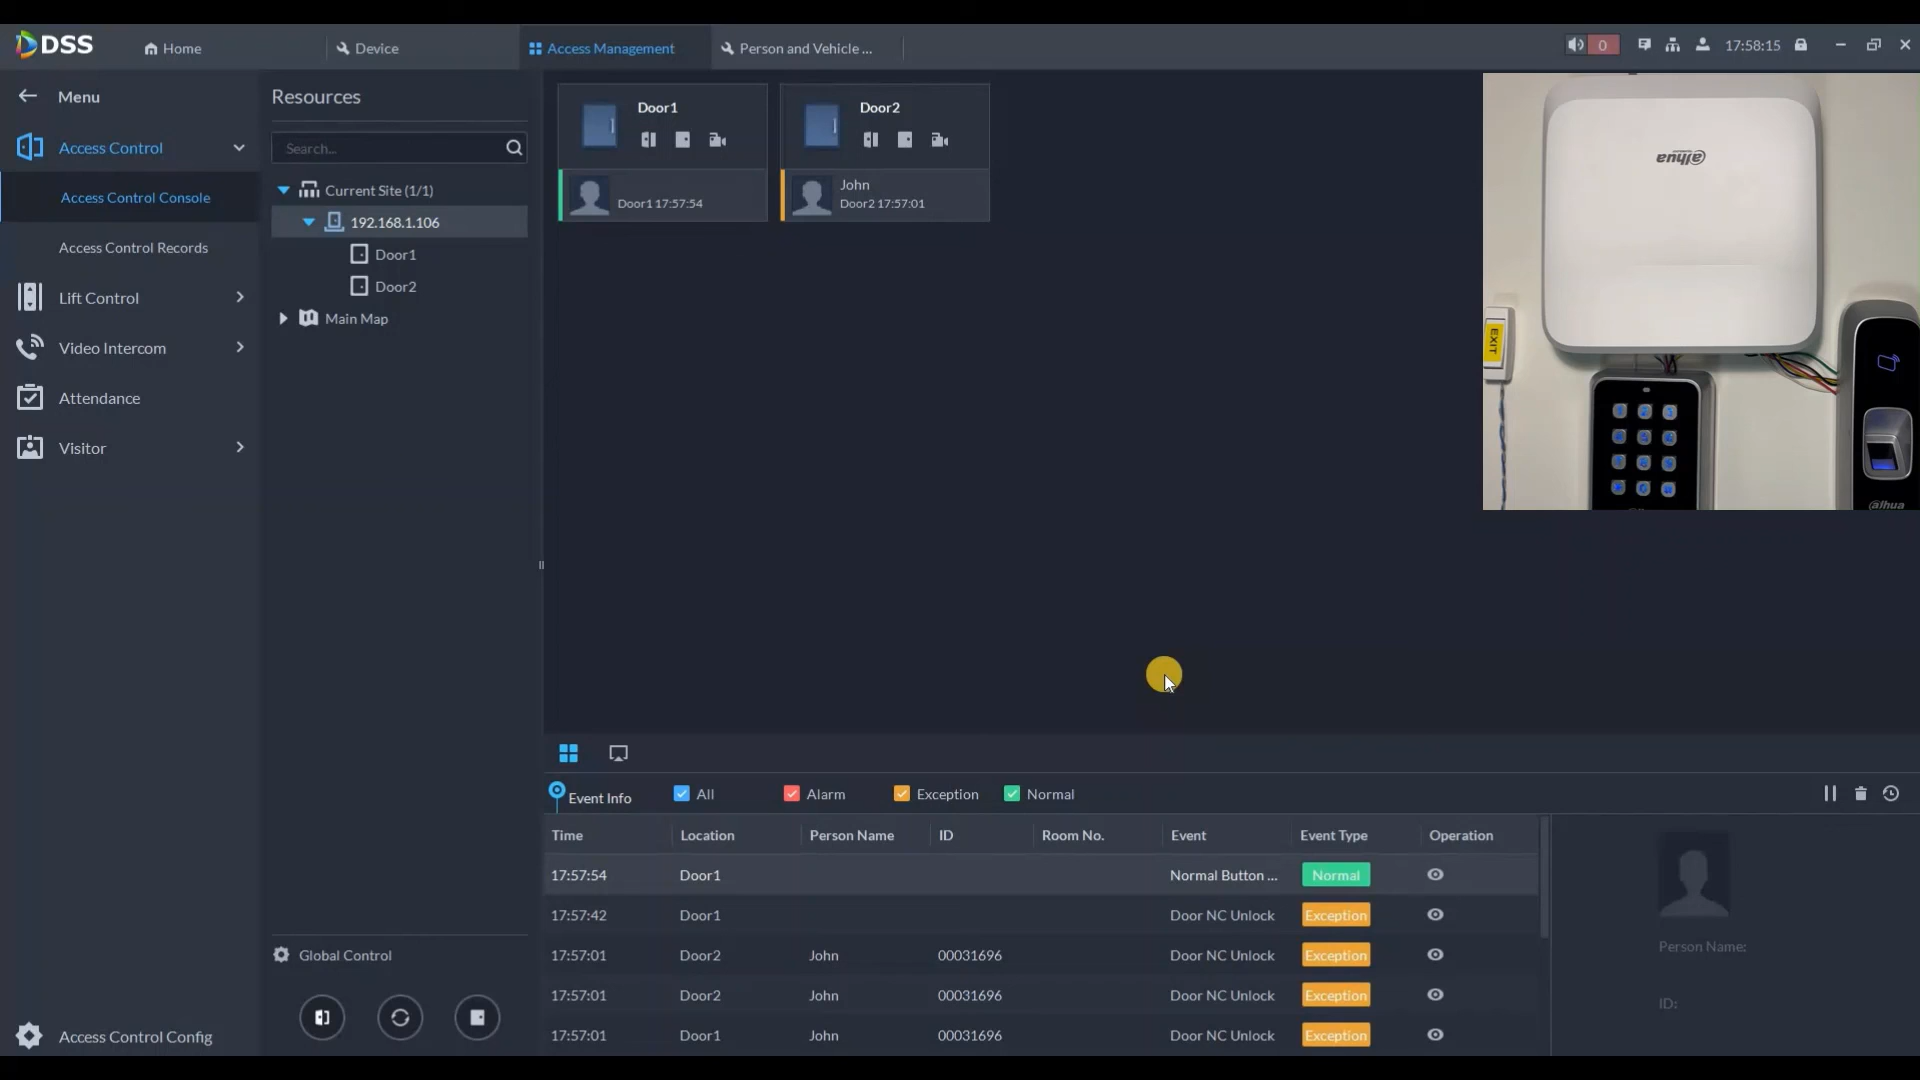 DSS
Home
Device
Access Management
Person and Vehicle ...
0
17:58:15
Menu
Access Control
Access Control Console
Access Control Records
Lift Control
Video Intercom
Attendance
Visitor
Access Control Config
Resources
Search...
Current Site (1/1)
192.168.1.106
Door1
Door2
Main Map
Global Control
Door1
Door1 17:57:54
Door2
John
Door2 17:57:01
alhua
EXIT
alhua
Event Info All Alarm Exception Normal
Time Location Person Name ID Room No. Event Event Type Operation
17:57:54 Door1 Normal Button ... Normal
17:57:42 Door1 Door NC Unlock Exception
17:57:01 Door2 John 00031696 Door NC Unlock Exception
17:57:01 Door2 John 00031696 Door NC Unlock Exception
17:57:01 Door1 John 00031696 Door NC Unlock Exception
Person Name:
ID: